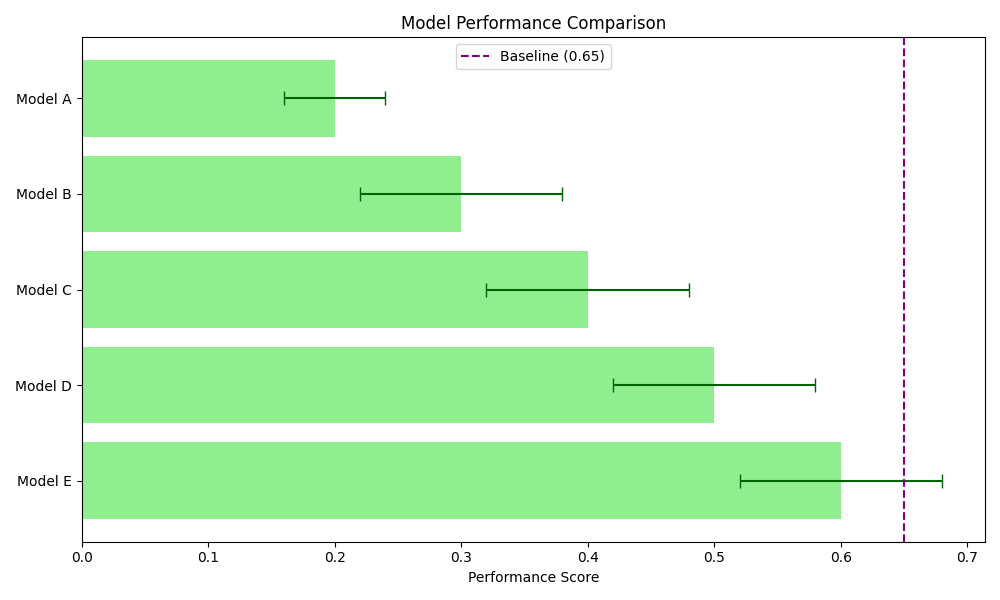 Model Performance Comparison
Baseline (0.65)
Model A
Model B
Model C
Model D
Model E
0.0 0.1 0.2 0.3 0.4 0.5 0.6 0.7
Performance Score